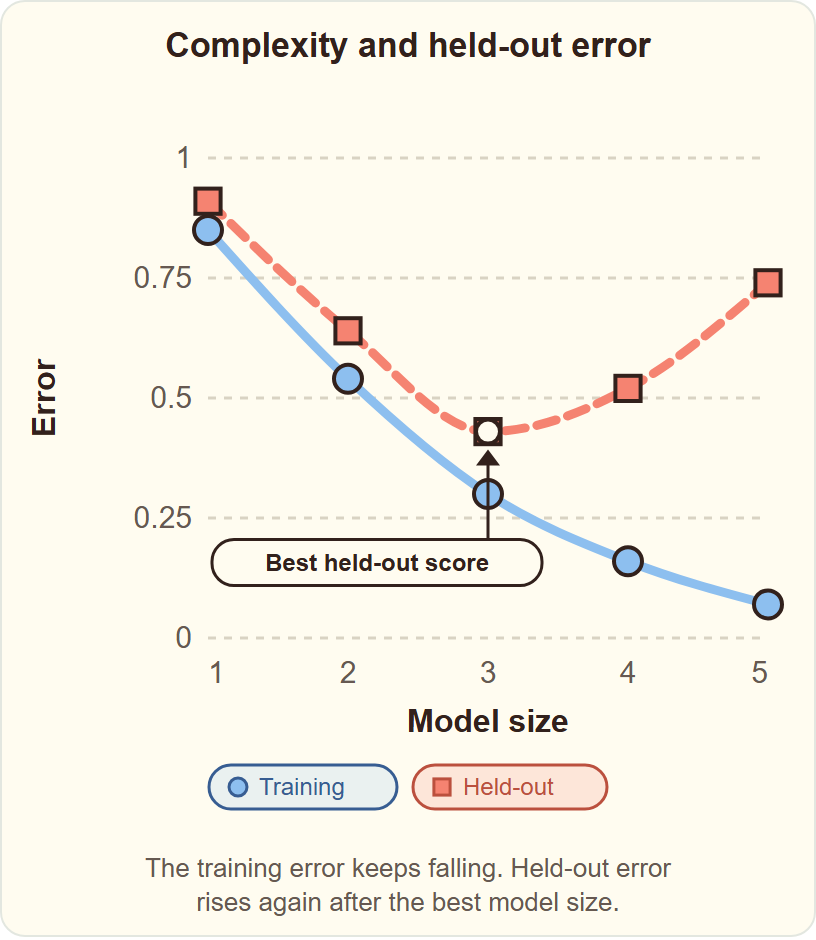 Complexity and held-out error
1
0.75
0.5
0.25
0
Error
Best held-out score
1 2 3 4 5
Model size
Training Held-out
The training error keeps falling. Held-out error
rises again after the best model size.